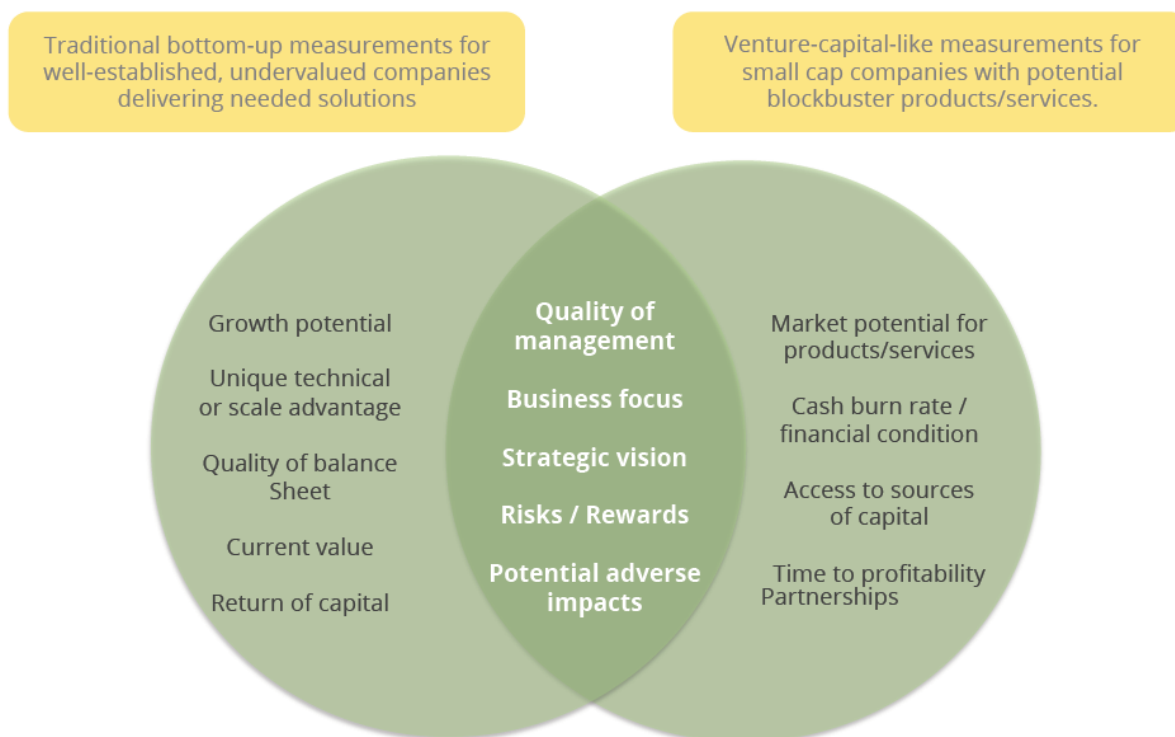 Traditional bottom-up measurements for
well-established, undervalued companies
delivering needed solutions
Venture-capital-like measurements for
small cap companies with potential
blockbuster products/services.
Growth potential
Unique technical
or scale advantage
Quality of balance
Sheet
Current value
Return of capital
Quality of
management
Business focus
Strategic vision
Risks / Rewards
Potential adverse
impacts
Market potential for
products/services
Cash burn rate /
financial condition
Access to sources
of capital
Time to profitability
Partnerships